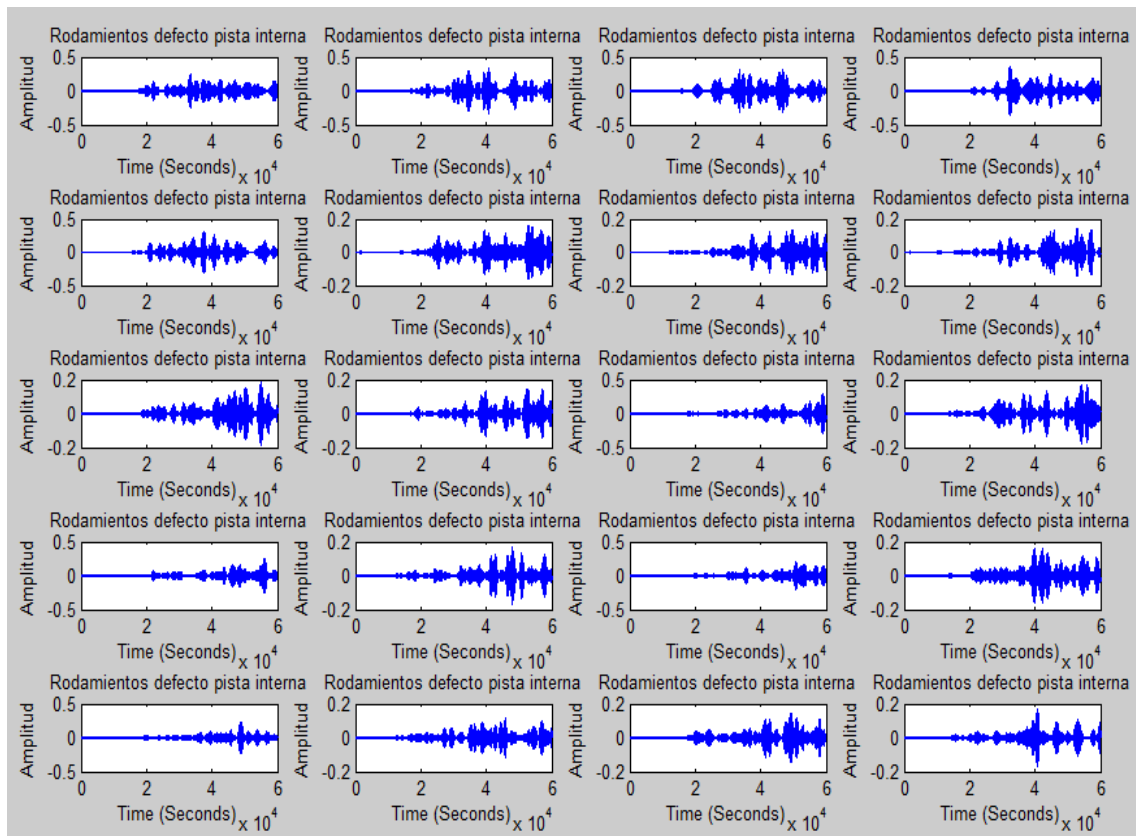 Rodamientos defecto pista interna Rodamientos defecto pista interna Rodamientos defecto pista interna Rodamientos defecto pista interna
0.5 0.5 0.5 0.5
Amplitud 0 Amplitud 0 Amplitud 0 Amplitud 0
-0.5 -0.5 -0.5 -0.5
0 2 4 6 0 2 4 6 0 2 4 6 0 2 4 6
Time (Seconds) x 10^4 Time (Seconds) x 10^4 Time (Seconds) x 10^4 Time (Seconds) x 10^4
Rodamientos defecto pista interna Rodamientos defecto pista interna Rodamientos defecto pista interna Rodamientos defecto pista interna
0.5 0.2 0.2 0.2
Amplitud 0 Amplitud 0 Amplitud 0 Amplitud 0
-0.5 -0.2 -0.2 -0.2
0 2 4 6 0 2 4 6 0 2 4 6 0 2 4 6
Time (Seconds) x 10^4 Time (Seconds) x 10^4 Time (Seconds) x 10^4 Time (Seconds) x 10^4
Rodamientos defecto pista interna Rodamientos defecto pista interna Rodamientos defecto pista interna Rodamientos defecto pista interna
0.2 0.2 0.5 0.2
Amplitud 0 Amplitud 0 Amplitud 0 Amplitud 0
-0.2 -0.2 -0.5 -0.2
0 2 4 6 0 2 4 6 0 2 4 6 0 2 4 6
Time (Seconds) x 10^4 Time (Seconds) x 10^4 Time (Seconds) x 10^4 Time (Seconds) x 10^4
Rodamientos defecto pista interna Rodamientos defecto pista interna Rodamientos defecto pista interna Rodamientos defecto pista interna
0.5 0.2 0.5 0.2
Amplitud 0 Amplitud 0 Amplitud 0 Amplitud 0
-0.5 -0.2 -0.5 -0.2
0 2 4 6 0 2 4 6 0 2 4 6 0 2 4 6
Time (Seconds) x 10^4 Time (Seconds) x 10^4 Time (Seconds) x 10^4 Time (Seconds) x 10^4
Rodamientos defecto pista interna Rodamientos defecto pista interna Rodamientos defecto pista interna Rodamientos defecto pista interna
0.5 0.2 0.2 0.2
Amplitud 0 Amplitud 0 Amplitud 0 Amplitud 0
-0.5 -0.2 -0.2 -0.2
0 2 4 6 0 2 4 6 0 2 4 6 0 2 4 6
Time (Seconds) x 10^4 Time (Seconds) x 10^4 Time (Seconds) x 10^4 Time (Seconds) x 10^4